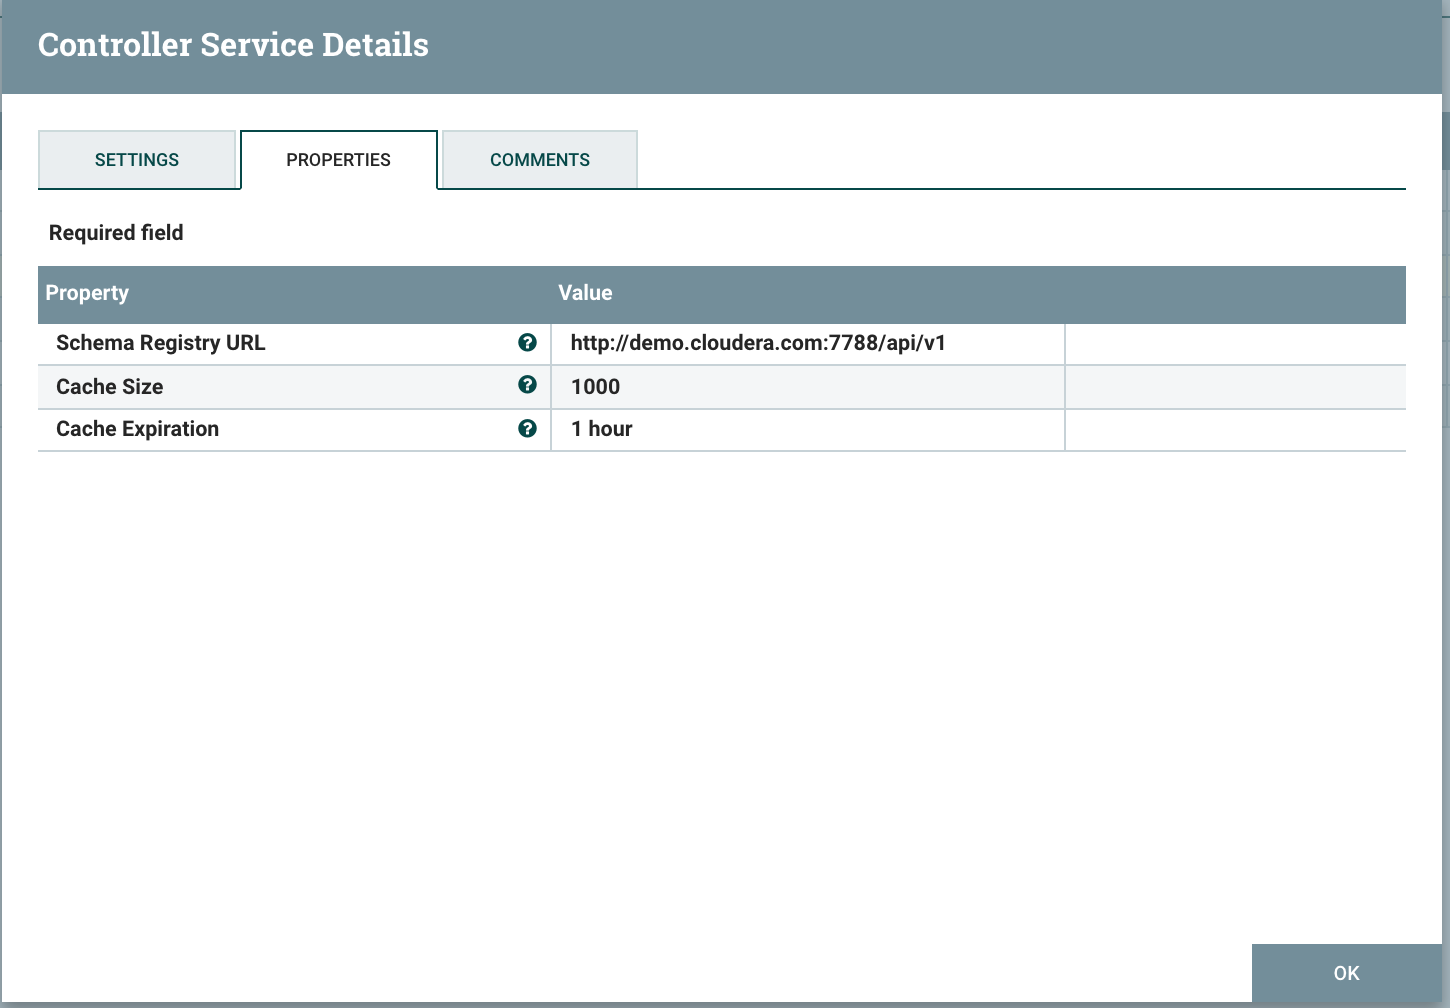 Controller Service Details
SETTINGS PROPERTIES COMMENTS
Required field
Property Value
Schema Registry URL ? http://demo.cloudera.com:7788/api/v1
Cache Size ? 1000
Cache Expiration ? 1 hour
OK